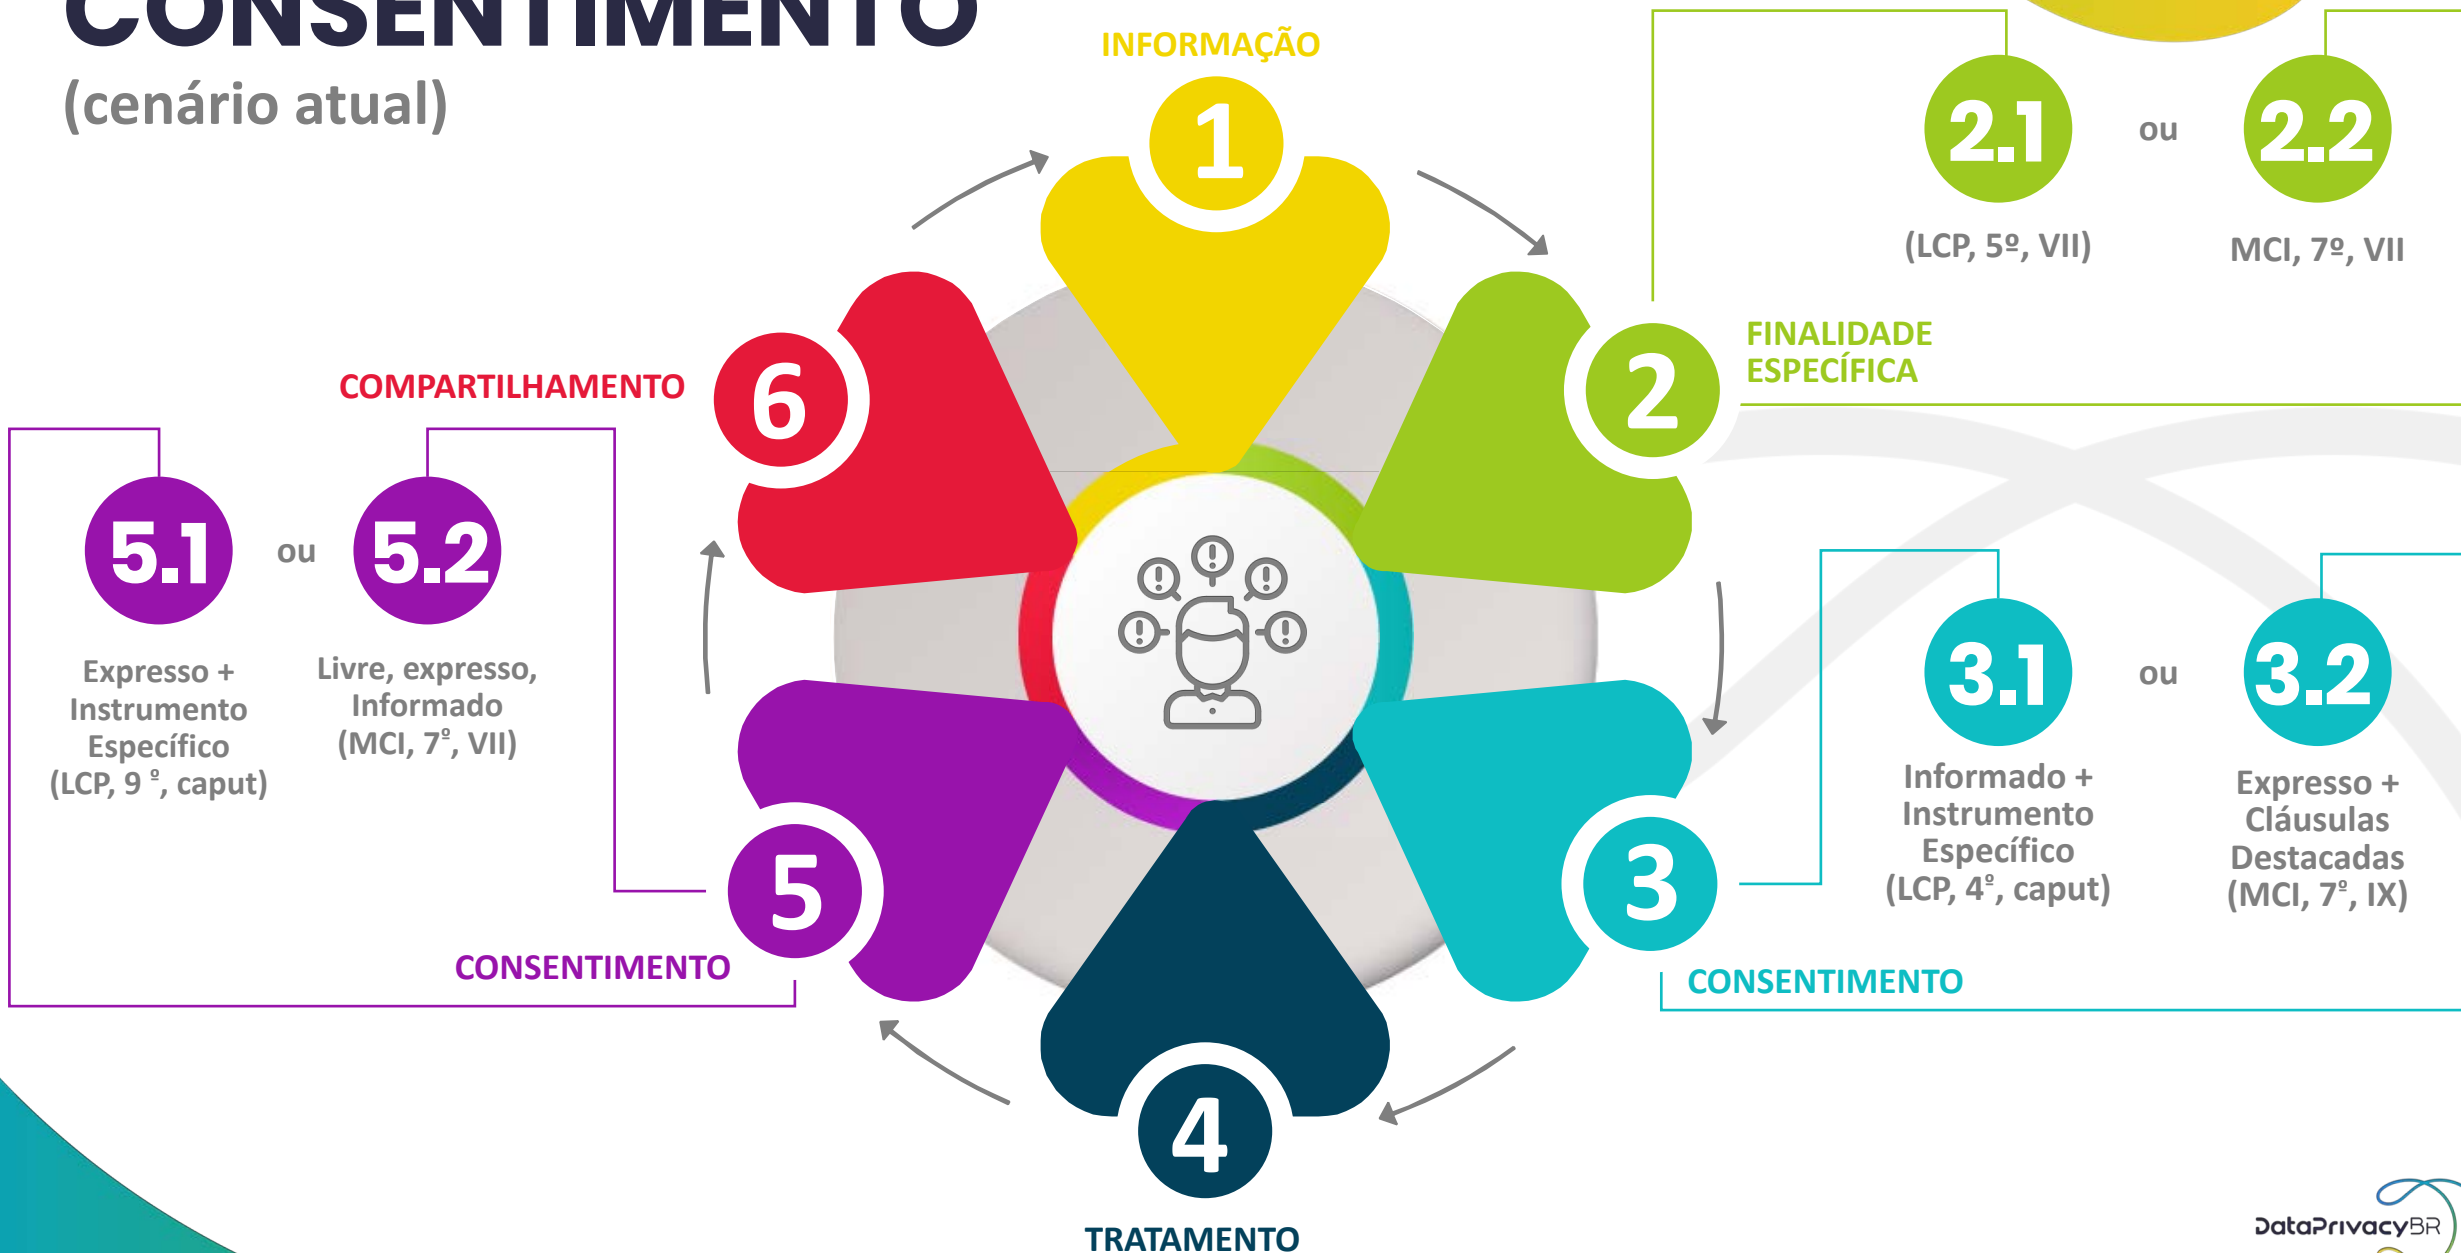 CONSENTIMENTO
(cenário atual)
INFORMAÇÃO
1
2.1
ou
2.2
(LCP, 5º, VII)
MCI, 7º, VII
FINALIDADE
ESPECÍFICA
2
COMPARTILHAMENTO
6
5.1
ou
5.2
Expresso +
Instrumento
Específico
(LCP, 9 º, caput)
Livre, expresso,
Informado
(MCI, 7º, VII)
3.1
ou
3.2
Informado +
Instrumento
Específico
(LCP, 4º, caput)
Expresso +
Cláusulas
Destacadas
(MCI, 7º, IX)
5
CONSENTIMENTO
3
CONSENTIMENTO
4
TRATAMENTO
DataPrivacyBR